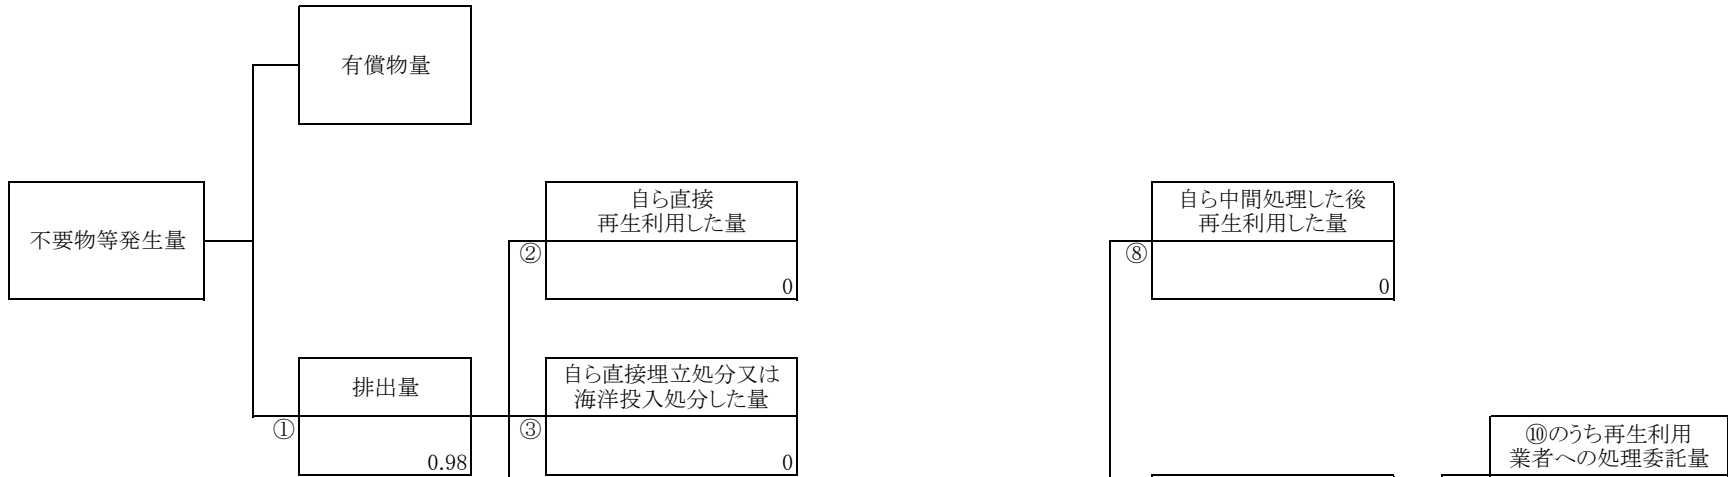 有償物量
不要物等発生量
自ら直接
再生利用した量
②
0
自ら中間処理した後
再生利用した量
⑧
0
排出量
①
0.98
自ら直接埋立処分又は
海洋投入処分した量
③
0
⑩のうち再生利用
業者への処理委託量